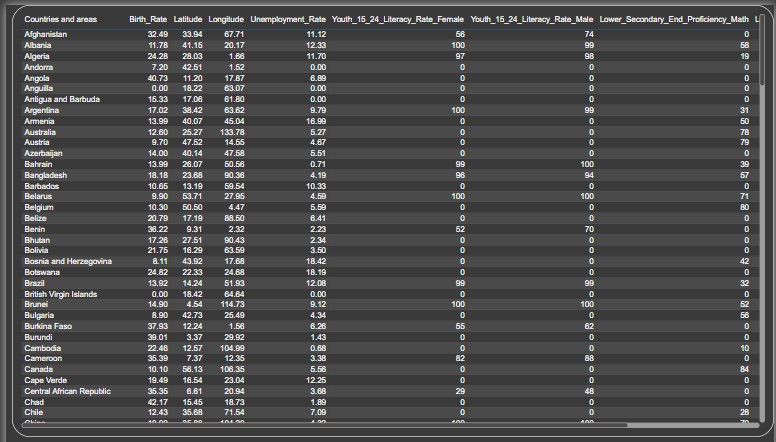 Countries and areas Birth_Rate Latitude Longitude Unemployment_Rate Youth_15_24_Literacy_Rate_Female Youth_15_24_Literacy_Rate_Male Lower_Secondary_End_Proficiency_Math L
Afghanistan 32.49 33.94 67.71 11.12 56 74 0
Albania 11.78 41.15 20.17 12.33 100 99 58
Algeria 24.28 28.03 1.66 11.70 97 98 19
Andorra 7.20 42.51 1.52 0.00 0 0 0
Angola 40.73 11.20 17.87 6.89 0 0 0
Anguilla 0.00 18.22 63.07 0.00 0 0 0
Antigua and Barbuda 15.33 17.06 61.80 0.00 0 0 0
Argentina 17.02 38.42 63.62 9.79 100 99 31
Armenia 13.99 40.07 45.04 16.99 0 0 50
Australia 12.60 25.27 133.78 5.27 0 0 78
Austria 9.70 47.52 14.55 4.67 0 0 79
Azerbaijan 14.00 40.14 47.58 5.51 0 0 0
Bahrain 13.99 26.07 50.56 0.71 99 100 39
Bangladesh 18.18 23.68 90.36 4.19 96 94 57
Barbados 10.65 13.19 59.54 10.33 0 0 0
Belarus 9.90 53.71 27.95 4.59 100 100 71
Belgium 10.30 50.50 4.47 5.59 0 0 80
Belize 20.79 17.19 88.50 6.41 0 0 0
Benin 36.22 9.31 2.32 2.23 52 70 0
Bhutan 17.26 27.51 90.43 2.34 0 0 0
Bolivia 21.75 16.29 63.59 3.50 0 0 0
Bosnia and Herzegovina 8.11 43.92 17.68 18.42 0 0 42
Botswana 24.82 22.33 24.68 18.19 0 0 0
Brazil 13.92 14.24 51.93 12.08 99 99 32
British Virgin Islands 0.00 18.42 64.64 0.00 0 0 0
Brunei 14.90 4.54 114.73 9.12 100 100 52
Bulgaria 8.90 42.73 25.49 4.34 0 0 56
Burkina Faso 37.93 12.24 1.56 6.26 55 62 0
Burundi 39.01 3.37 29.92 1.43 0 0 0
Cambodia 22.46 12.57 104.99 0.68 0 0 10
Cameroon 35.39 7.37 12.35 3.38 82 88 0
Canada 10.10 56.13 106.35 5.56 0 0 84
Cape Verde 19.49 16.54 23.04 12.25 0 0 0
Central African Republic 35.35 6.61 20.94 3.68 29 48 0
Chad 42.17 15.45 18.73 1.89 0 0 0
Chile 12.43 35.68 71.54 7.09 0 0 28